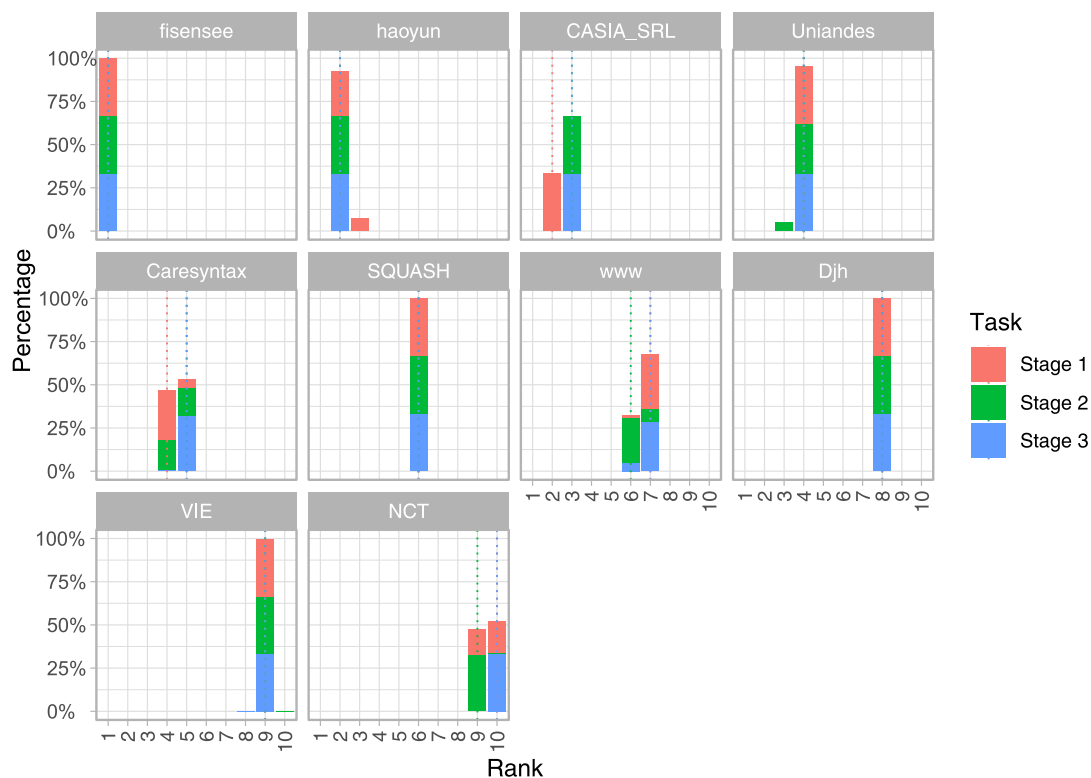 fisensee haoyun CASIA_SRL Uniandes
100%
75%
50%
25%
0%
Caresyntax SQUASH www Djh
100%
75%
50%
25%
0%
1 2 3 4 5 6 7 8 9 10 1 2 3 4 5 6 7 8 9 10
VIE NCT
100%
75%
50%
25%
0%
1 2 3 4 5 6 7 8 9 10 1 2 3 4 5 6 7 8 9 10
Percentage
Rank
Task
Stage 1
Stage 2
Stage 3